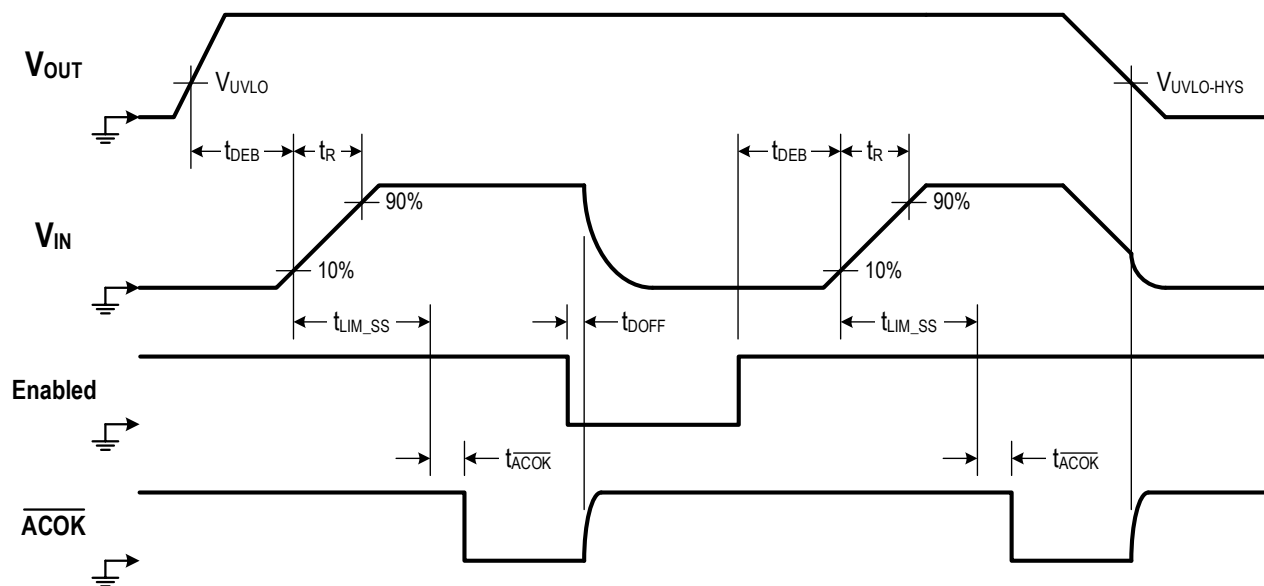 VOUT
VUVLO
VUVLO-HYS
tDEB
tR
tDEB
tR
VIN
90%
90%
10%
10%
tLIM_SS
tDOFF
tLIM_SS
Enabled
tACOK
tACOK
ACOK